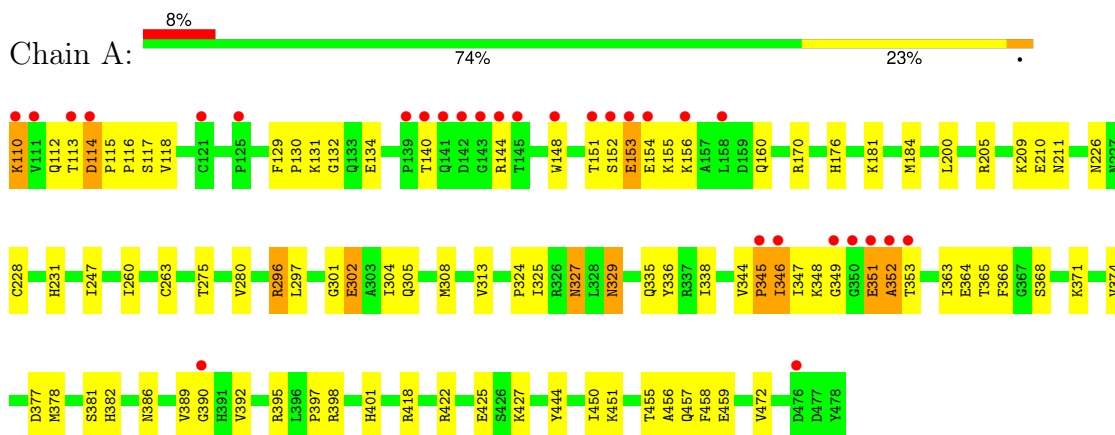 8%
Chain A:
74% 23% •
K110 V111 Q112 T113 D114 P115 P116 S117 V118 C121 P125 F129 P130 K131 G132 Q133 E134 P139 T140 Q141 D142 G143 R144 T145 W148 T151 S152 E153 E154 K155 K156 A157 L158 D159 Q160 R170 H176 K181 M184 L200 R205 K209 E210 N211 N226 N227
C228 H231 I247 I260 C263 T275 V280 R296 L297 G301 E302 A303 I304 Q305 M308 V313 P324 I325 R326 N327 L328 N329 Q335 Y336 R337 I338 V344 P345 I346 I347 K348 G349 G350 E351 A352 T353 I363 E364 T365 F366 G367 S368 K371 V374
D377 M378 S381 H382 N386 V389 G390 H391 V392 R395 L396 P397 R398 H401 R418 R422 E425 S426 K427 Y444 I450 K451 T455 A456 Q457 F458 E459 V472 D476 D477 Y478